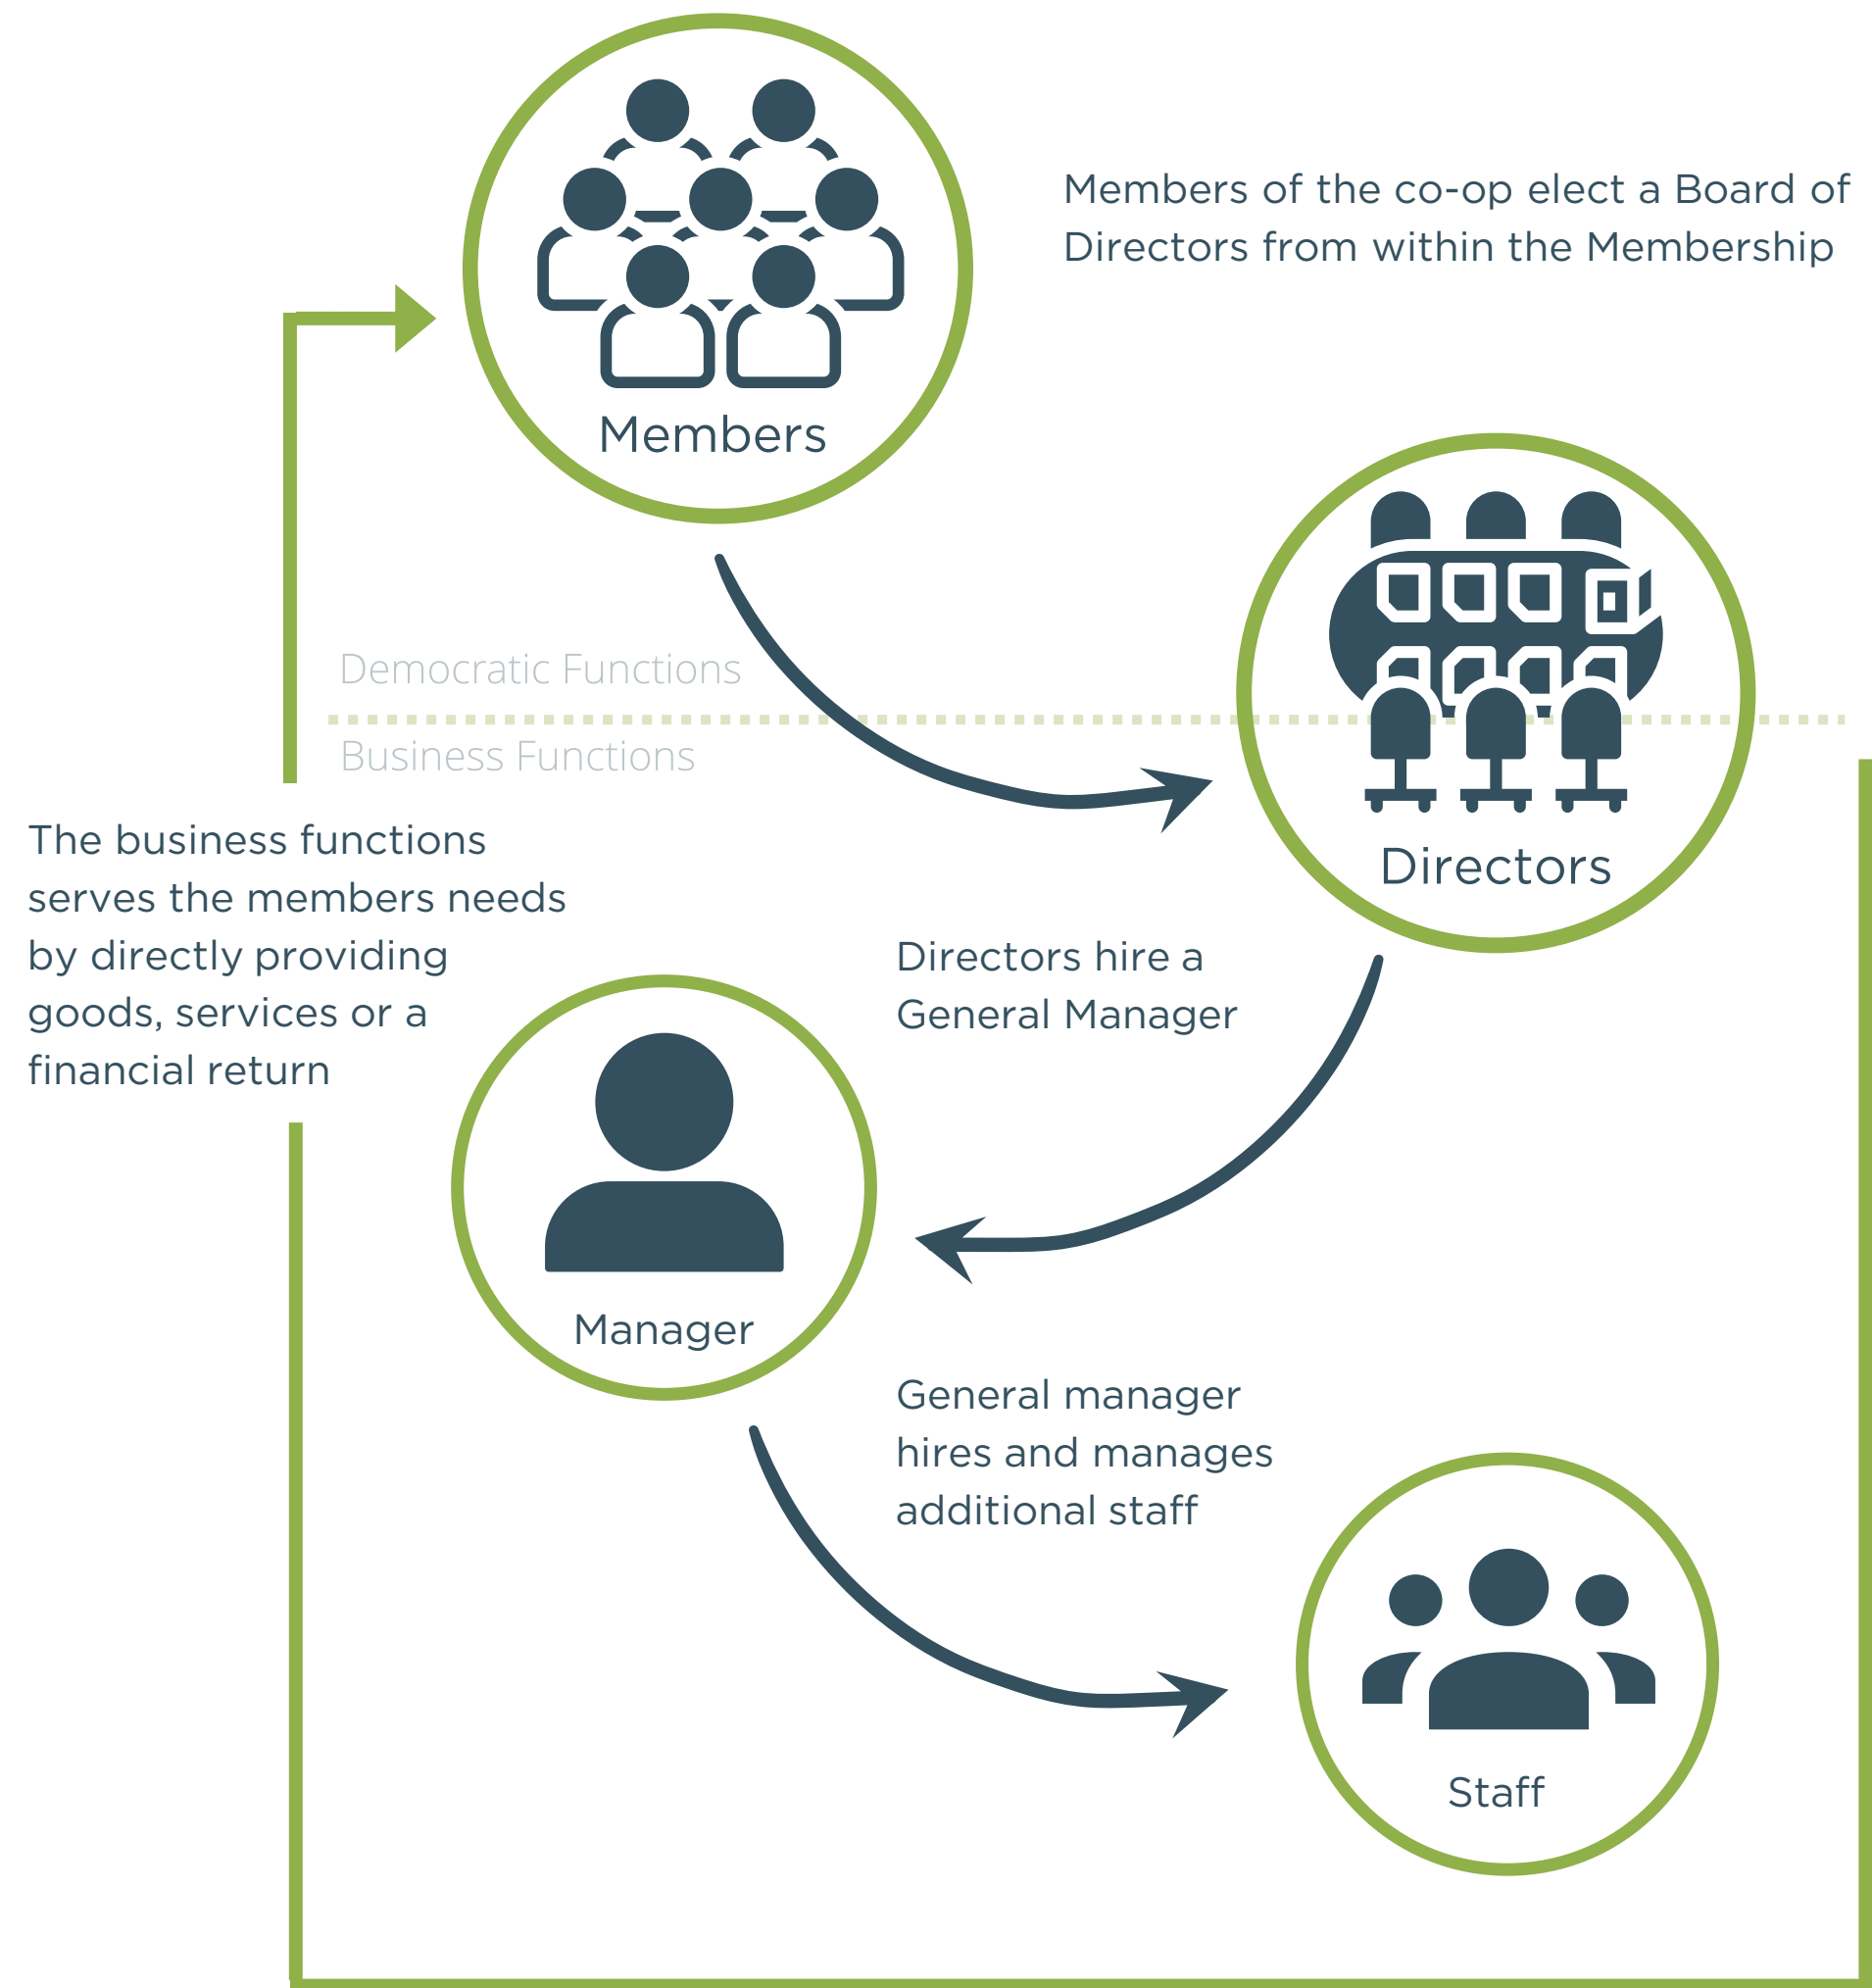 Members of the co-op elect a Board of
Directors from within the Membership
Members
Democratic Functions
Business Functions
Directors
The business functions
serves the members needs
by directly providing
goods, services or a
financial return
Directors hire a
General Manager
Manager
General manager
hires and manages
additional staff
Staff